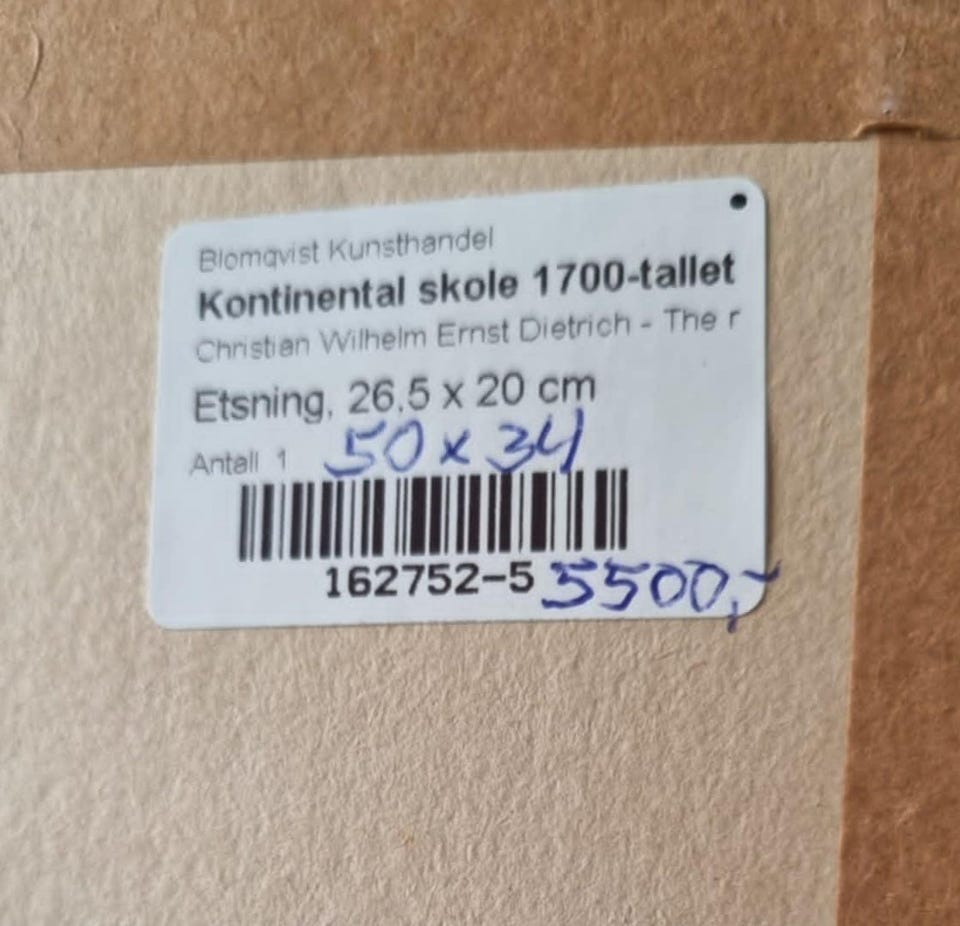 Blomqvist Kunsthandel
Kontinental skole 1700-tallet
Christian Wilhelm Ernst Dietrich - The r
Etsning, 26,5 x 20 cm
50 x 34
Antall 1
162752-5
5500,-